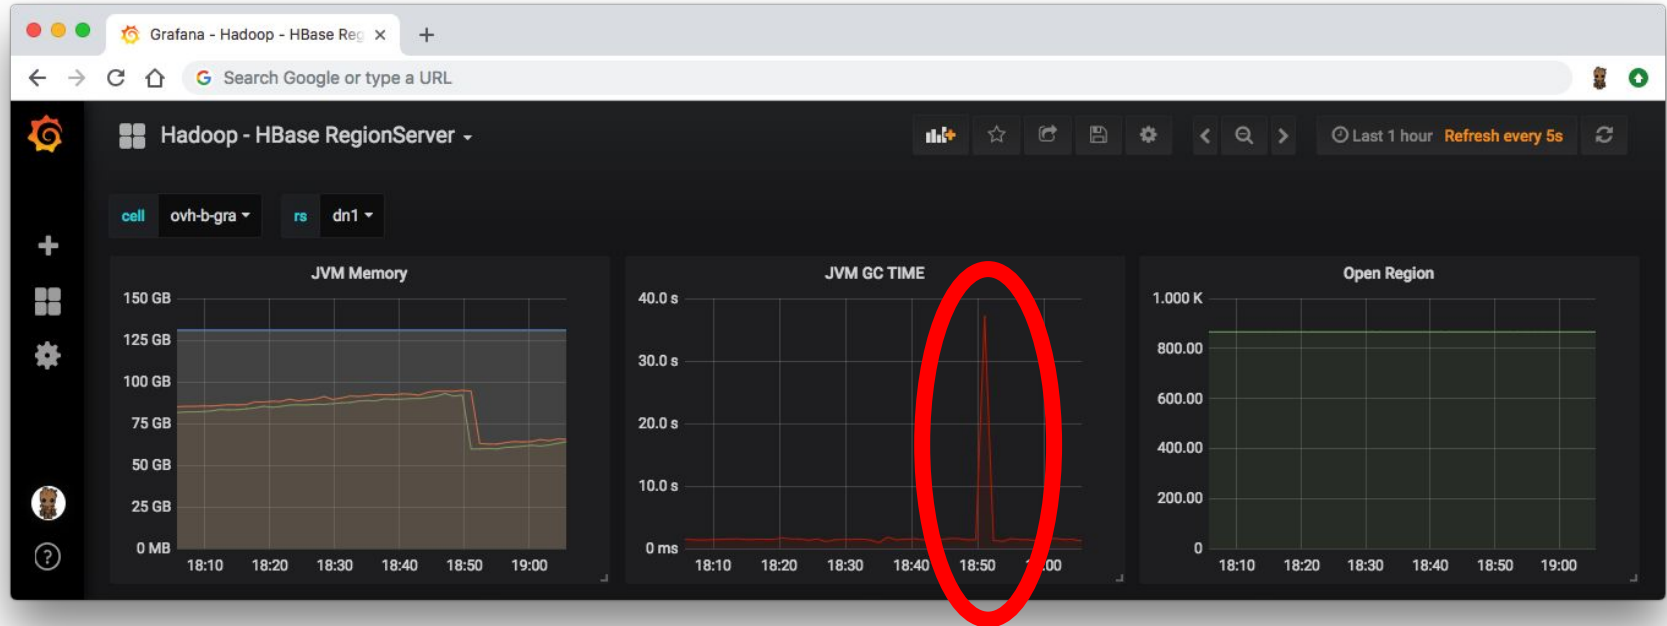 Grafana - Hadoop - HBase Reg
Search Google or type a URL
Hadoop - HBase RegionServer
Last 1 hour Refresh every 5s
cell ovh-b-gra rs dn1
JVM Memory
150 GB
125 GB
100 GB
75 GB
50 GB
25 GB
0 MB
18:10 18:20 18:30 18:40 18:50 19:00
JVM GC TIME
40.0 s
30.0 s
20.0 s
10.0 s
0 ms
18:10 18:20 18:30 18:40 18:50
Open Region
1.000 K
800.00
600.00
400.00
200.00
0
18:10 18:20 18:30 18:40 18:50 19:00